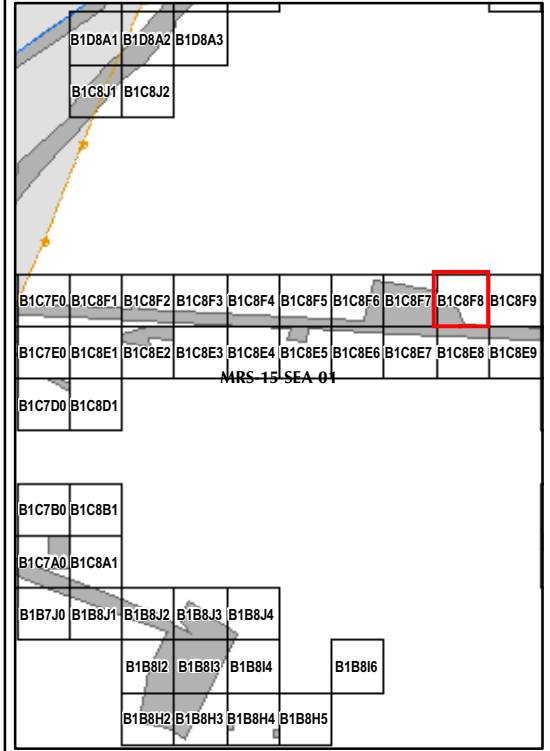 B1D8A1 B1D8A2 B1D8A3
B1C8J1 B1C8J2
B1C7F0 B1C8F1 B1C8F2 B1C8F3 B1C8F4 B1C8F5 B1C8F6 B1C8F7 B1C8F8 B1C8F9
B1C7E0 B1C8E1 B1C8E2 B1C8E3 B1C8E4 B1C8E5 B1C8E6 B1C8E7 B1C8E8 B1C8E9
MRS-15 SEA 01
B1C7D0 B1C8D1
B1C7B0 B1C8B1
B1C7A0 B1C8A1
B1B7J0 B1B8J1 B1B8J2 B1B8J3 B1B8J4
B1B8I2 B1B8I3 B1B8I4 B1B8I6
B1B8H2 B1B8H3 B1B8H4 B1B8H5